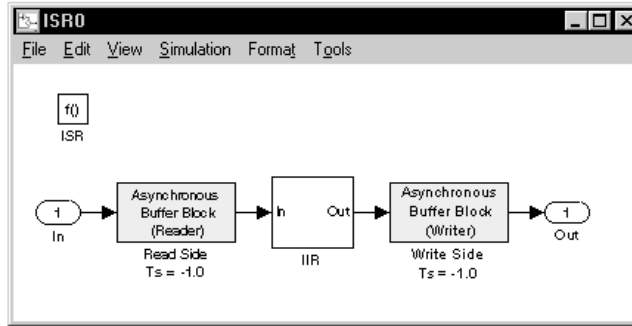 ISR0
File Edit View Simulation Format Tools
f()
ISR
1
In
Asynchronous
Buffer Block
(Reader)
Read Side
Ts = -1.0
In Out
IIR
Asynchronous
Buffer Block
(Writer)
Write Side
Ts = -1.0
1
Out